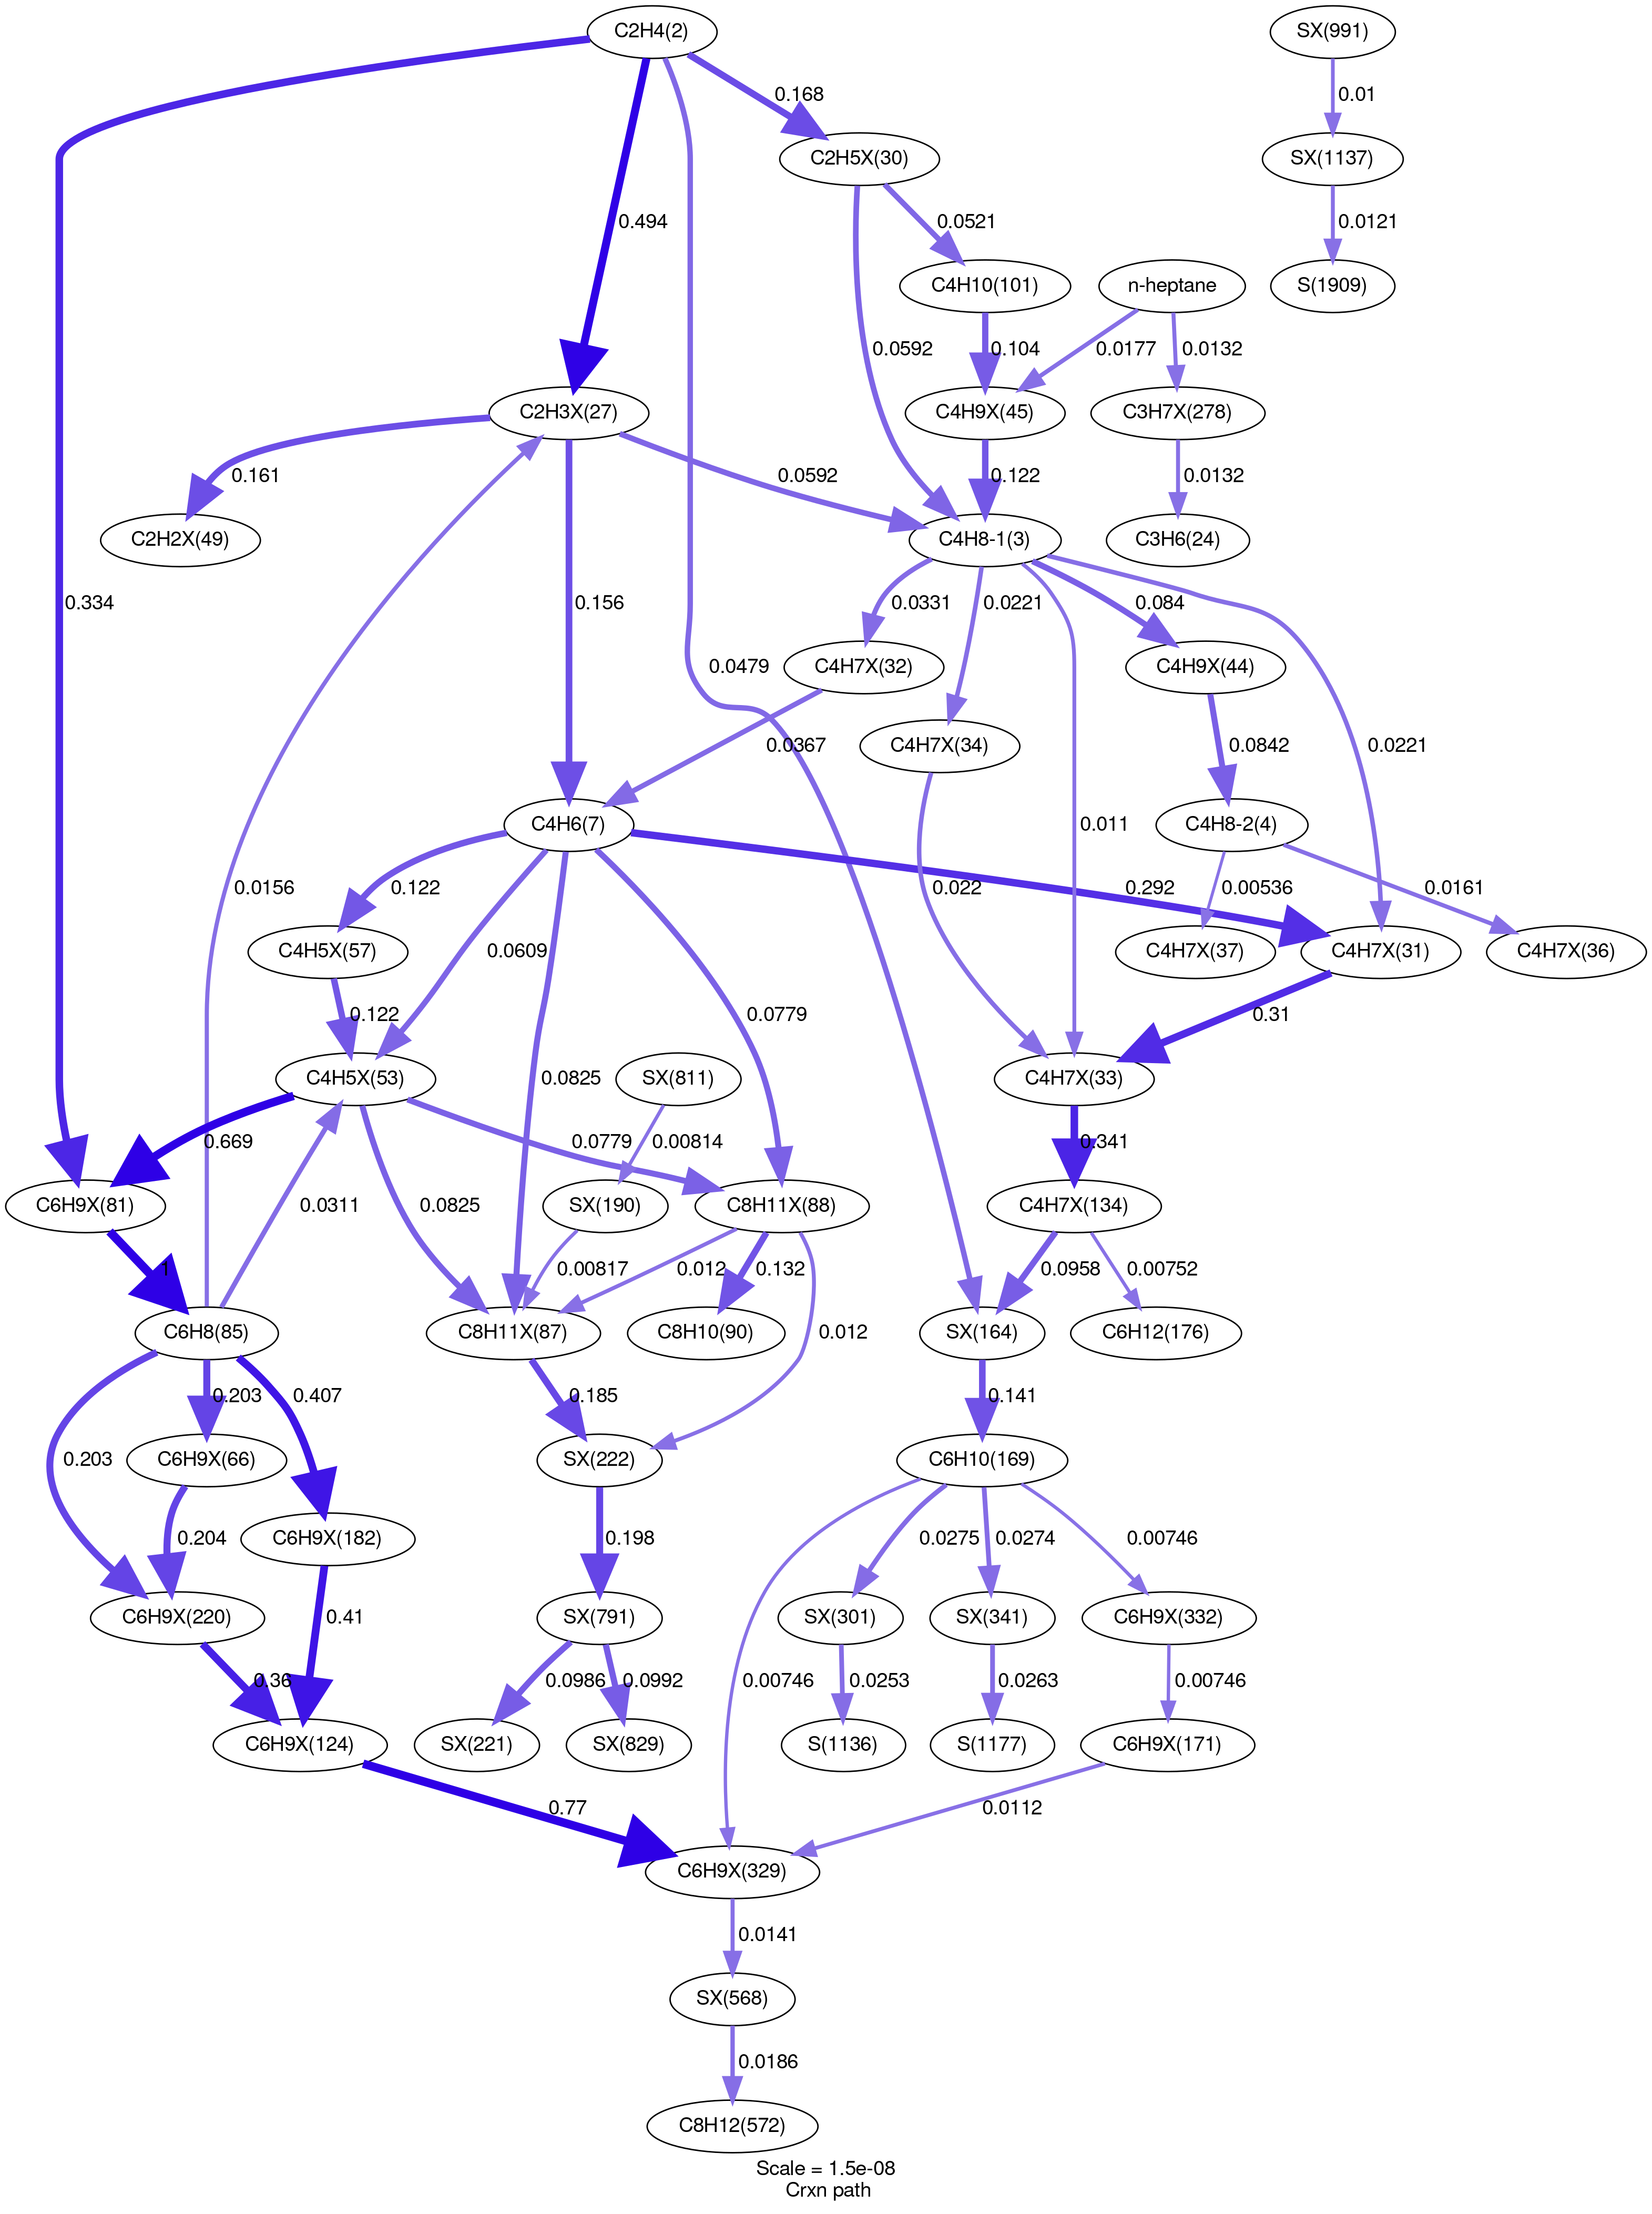 C2H4(2)
SX(991)
0.168
0.01
C2H5X(30)
SX(1137)
0.494
0.0521
0.0121
C4H10(101)
n-heptane
S(1909)
0.0592
0.104
0.0177
0.0132
C2H3X(27)
C4H9X(45)
C3H7X(278)
0.161
0.0592
0.122
0.0132
C2H2X(49)
C4H8-1(3)
C3H6(24)
0.334
0.156
0.0331
0.0221
0.084
0.0479
C4H7X(32)
C4H9X(44)
0.0367
C4H7X(34)
0.0842
0.0221
0.011
C4H6(7)
C4H8-2(4)
0.0156
0.122
0.022
0.292
0.00536
0.0161
0.0609
C4H5X(57)
C4H7X(37)
C4H7X(31)
C4H7X(36)
0.122
0.0779
0.31
0.0825
C4H5X(53)
SX(811)
C4H7X(33)
0.669
0.0779
0.00814
0.341
C6H9X(81)
0.0311
0.0825
SX(190)
C8H11X(88)
C4H7X(134)
1
0.00817
0.012
0.132
0.0958
0.00752
C6H8(85)
C8H11X(87)
C8H10(90)
0.012
SX(164)
C6H12(176)
0.203
0.407
0.185
0.141
0.203
C6H9X(66)
SX(222)
C6H10(169)
0.204
C6H9X(182)
0.198
0.0275
0.0274
0.00746
C6H9X(220)
0.41
SX(791)
SX(301)
SX(341)
C6H9X(332)
0.36
0.0986
0.0992
0.00746
0.0253
0.0263
0.00746
C6H9X(124)
SX(221)
SX(829)
S(1136)
S(1177)
C6H9X(171)
0.77
0.0112
C6H9X(329)
0.0141
SX(568)
0.0186
C8H12(572)
Scale = 1.5e-08
Crxn path